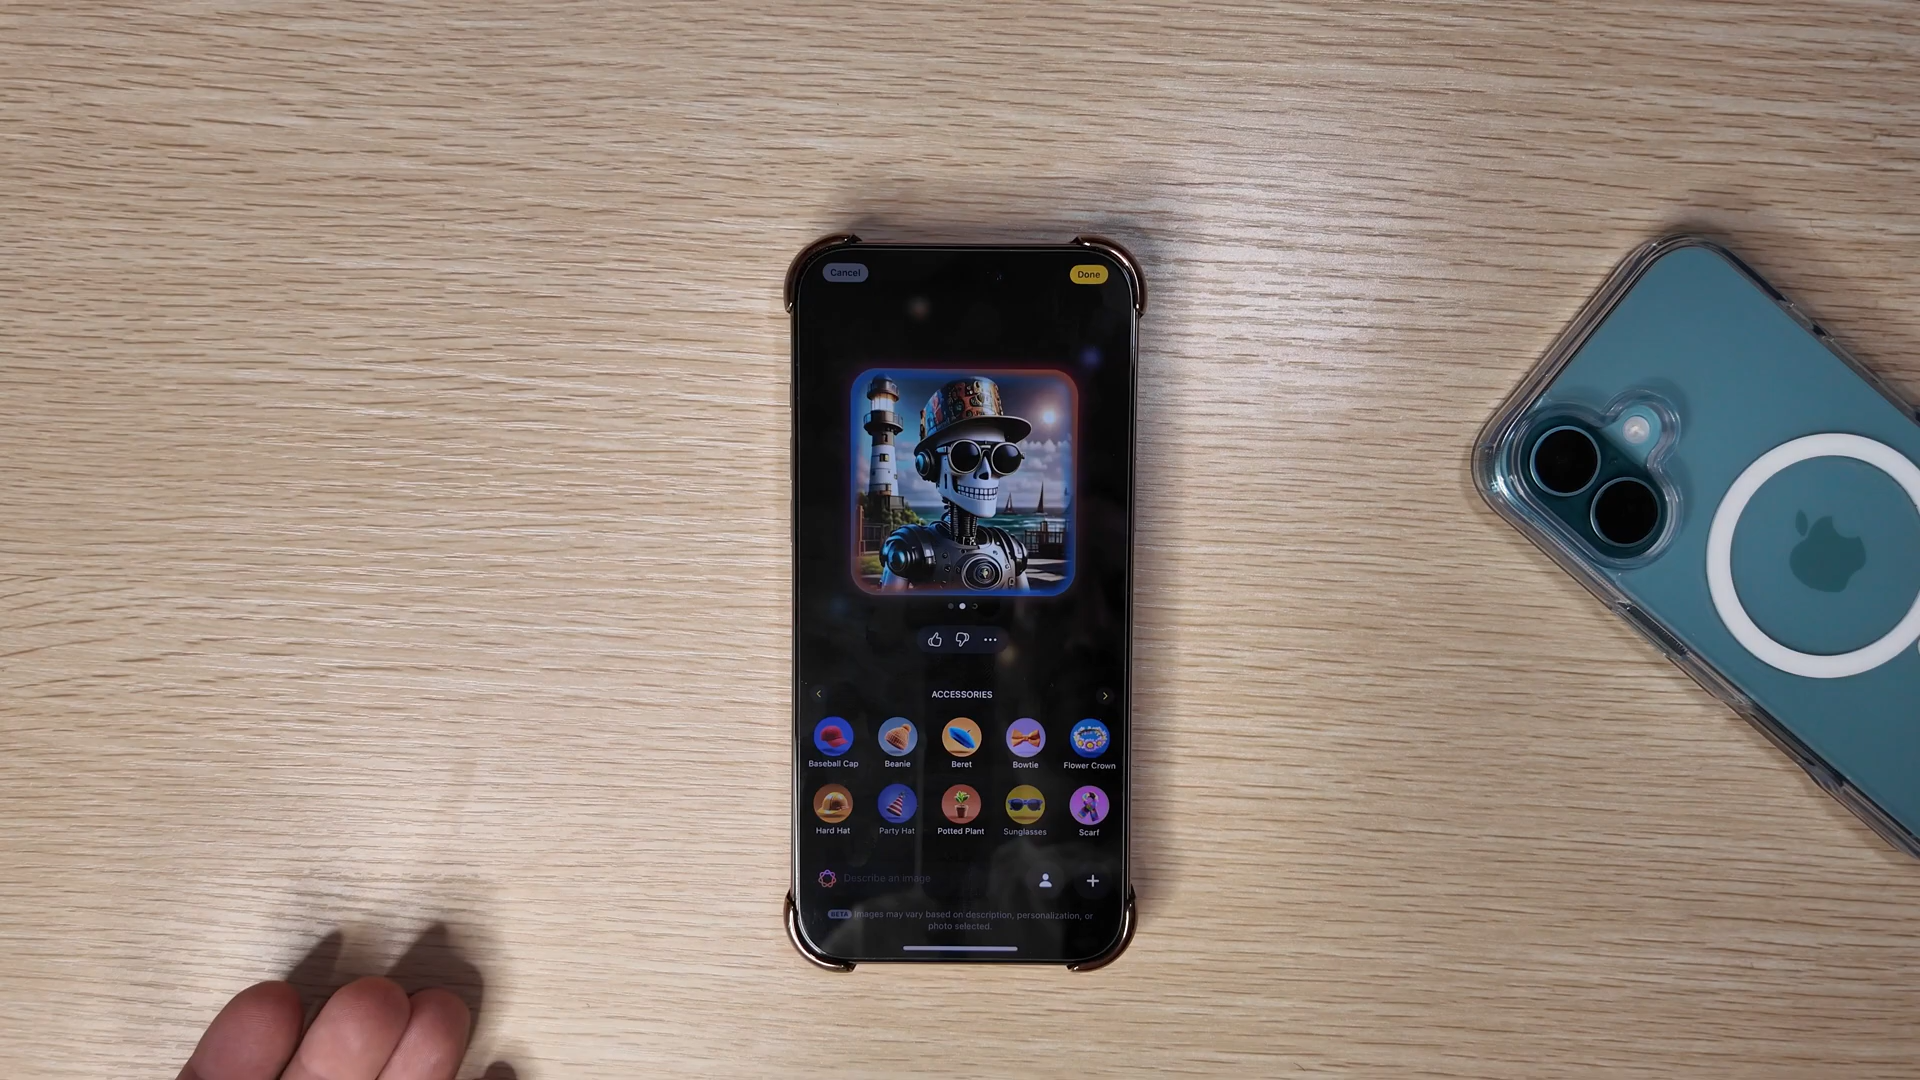 Cancel
Done
ACCESSORIES
Baseball Cap
Beanie
Beret
Bowtie
Flower Crown
Hard Hat
Party Hat
Potted Plant
Sunglasses
Scarf
Describe an image
BETA Images may vary based on description, personalization, or
photo selected.